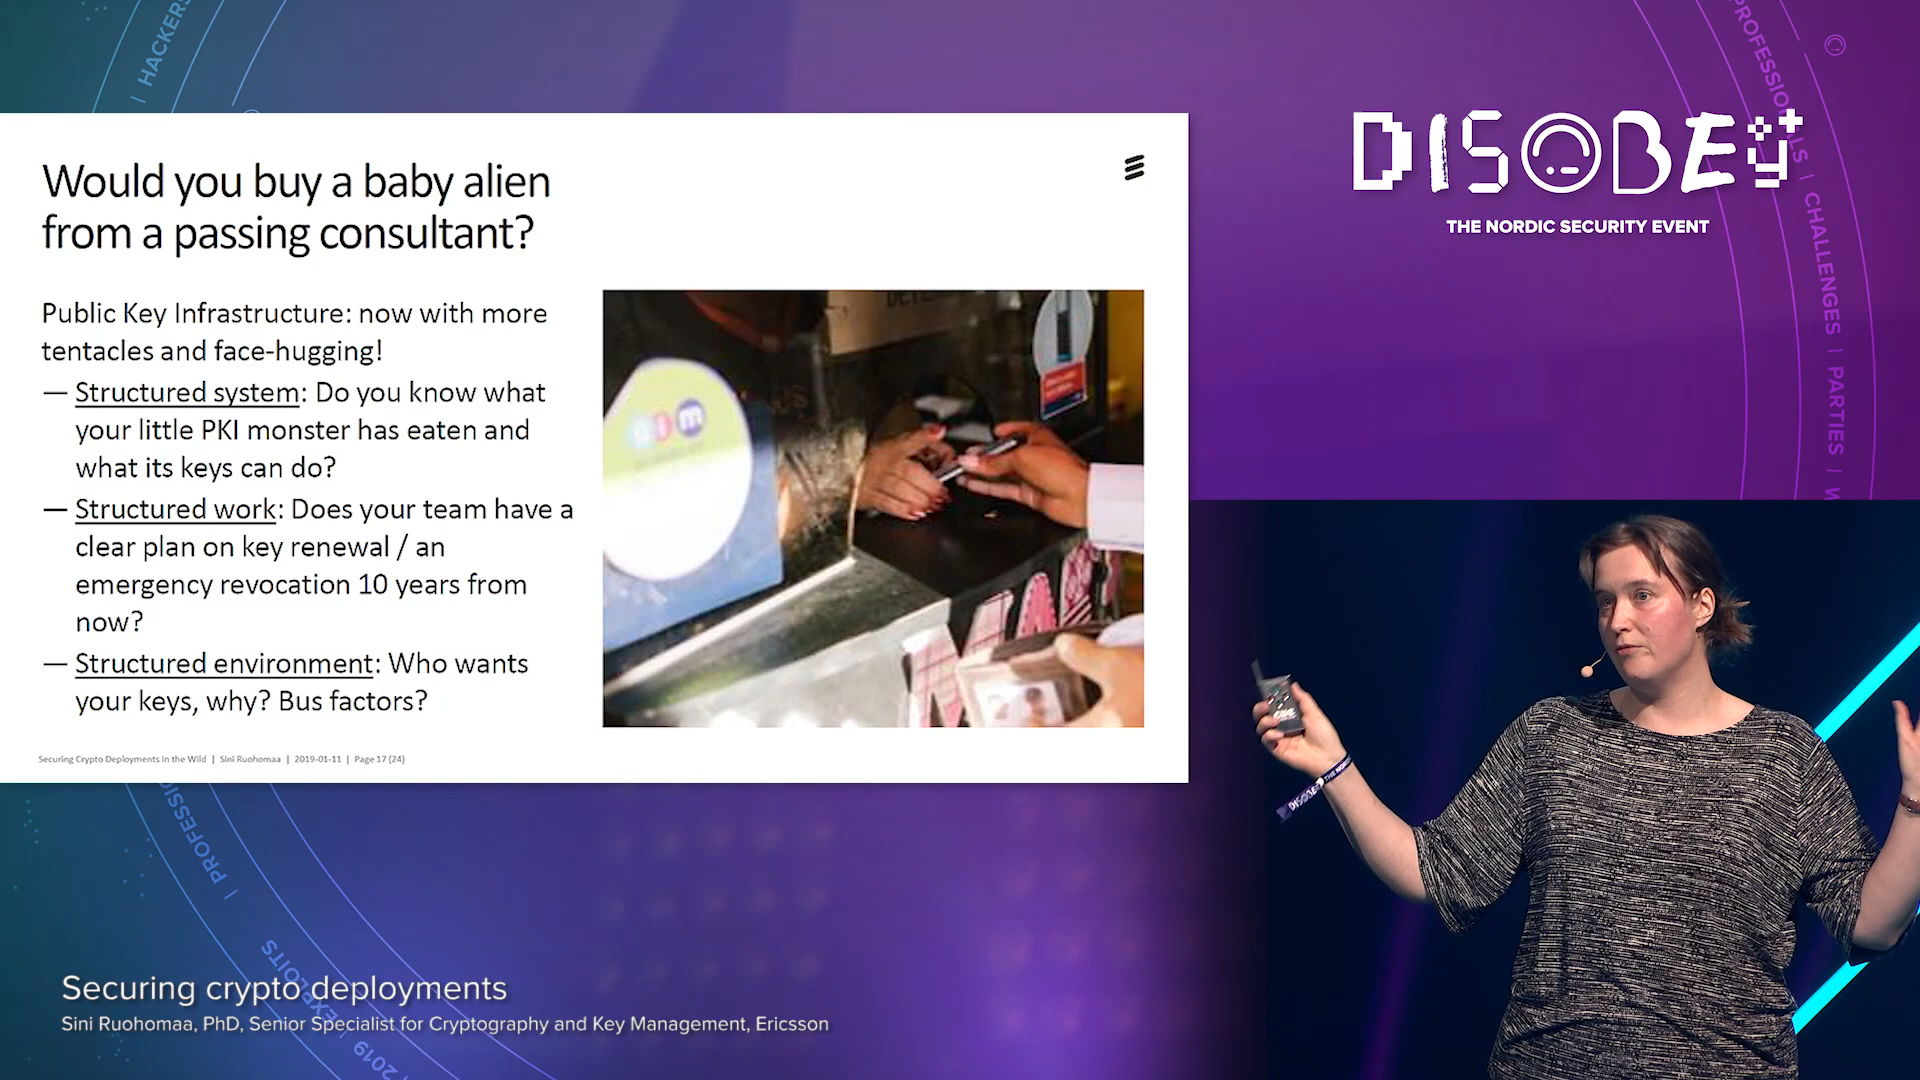 HACKERS
DISOBEY
THE NORDIC SECURITY EVENT
PROFESSIONALS | CHALLENGES | PARTIES |
Would you buy a baby alien
from a passing consultant?
Public Key Infrastructure: now with more
tentacles and face-hugging!
— Structured system: Do you know what
your little PKI monster has eaten and
what its keys can do?
— Structured work: Does your team have a
clear plan on key renewal / an
emergency revocation 10 years from
now?
— Structured environment: Who wants
your keys, why? Bus factors?
Securing Crypto Deployments in the Wild | Sini Ruohomaa | 2019-01-11 | Page 17 (24)
DISOBEY
PROFESSI
EXPLOITS
2019
Securing crypto deployments
Sini Ruohomaa, PhD, Senior Specialist for Cryptography and Key Management, Ericsson